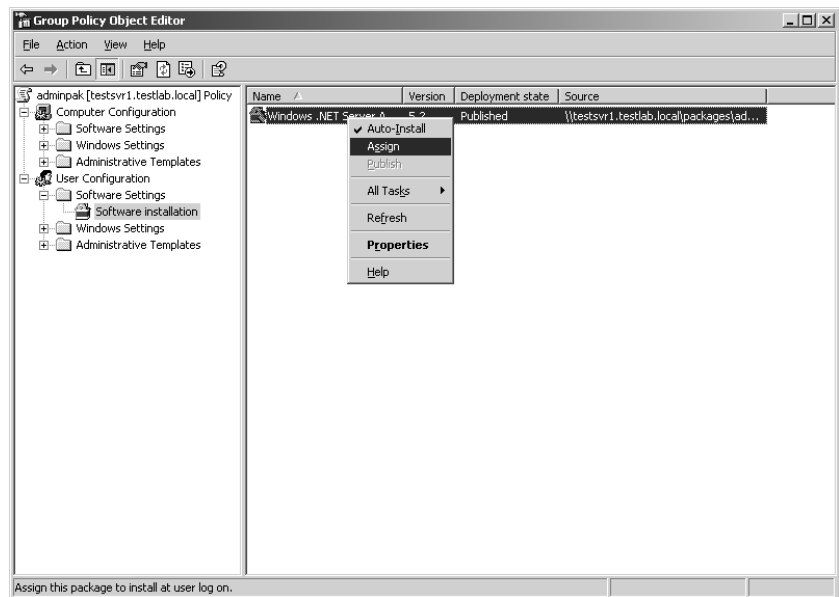 Group Policy Object Editor
File Action View Help
adminpak [testsvr1.testlab.local] Policy
Computer Configuration
Software Settings
Windows Settings
Administrative Templates
User Configuration
Software Settings
Software installation
Windows Settings
Administrative Templates
Name Version Deployment state Source
Windows .NET Server A... 5.2 Published \\testsvr1.testlab.local\packages\ad...
Auto-Install
Assign
Publish
All Tasks
Refresh
Properties
Help
Assign this package to install at user log on.